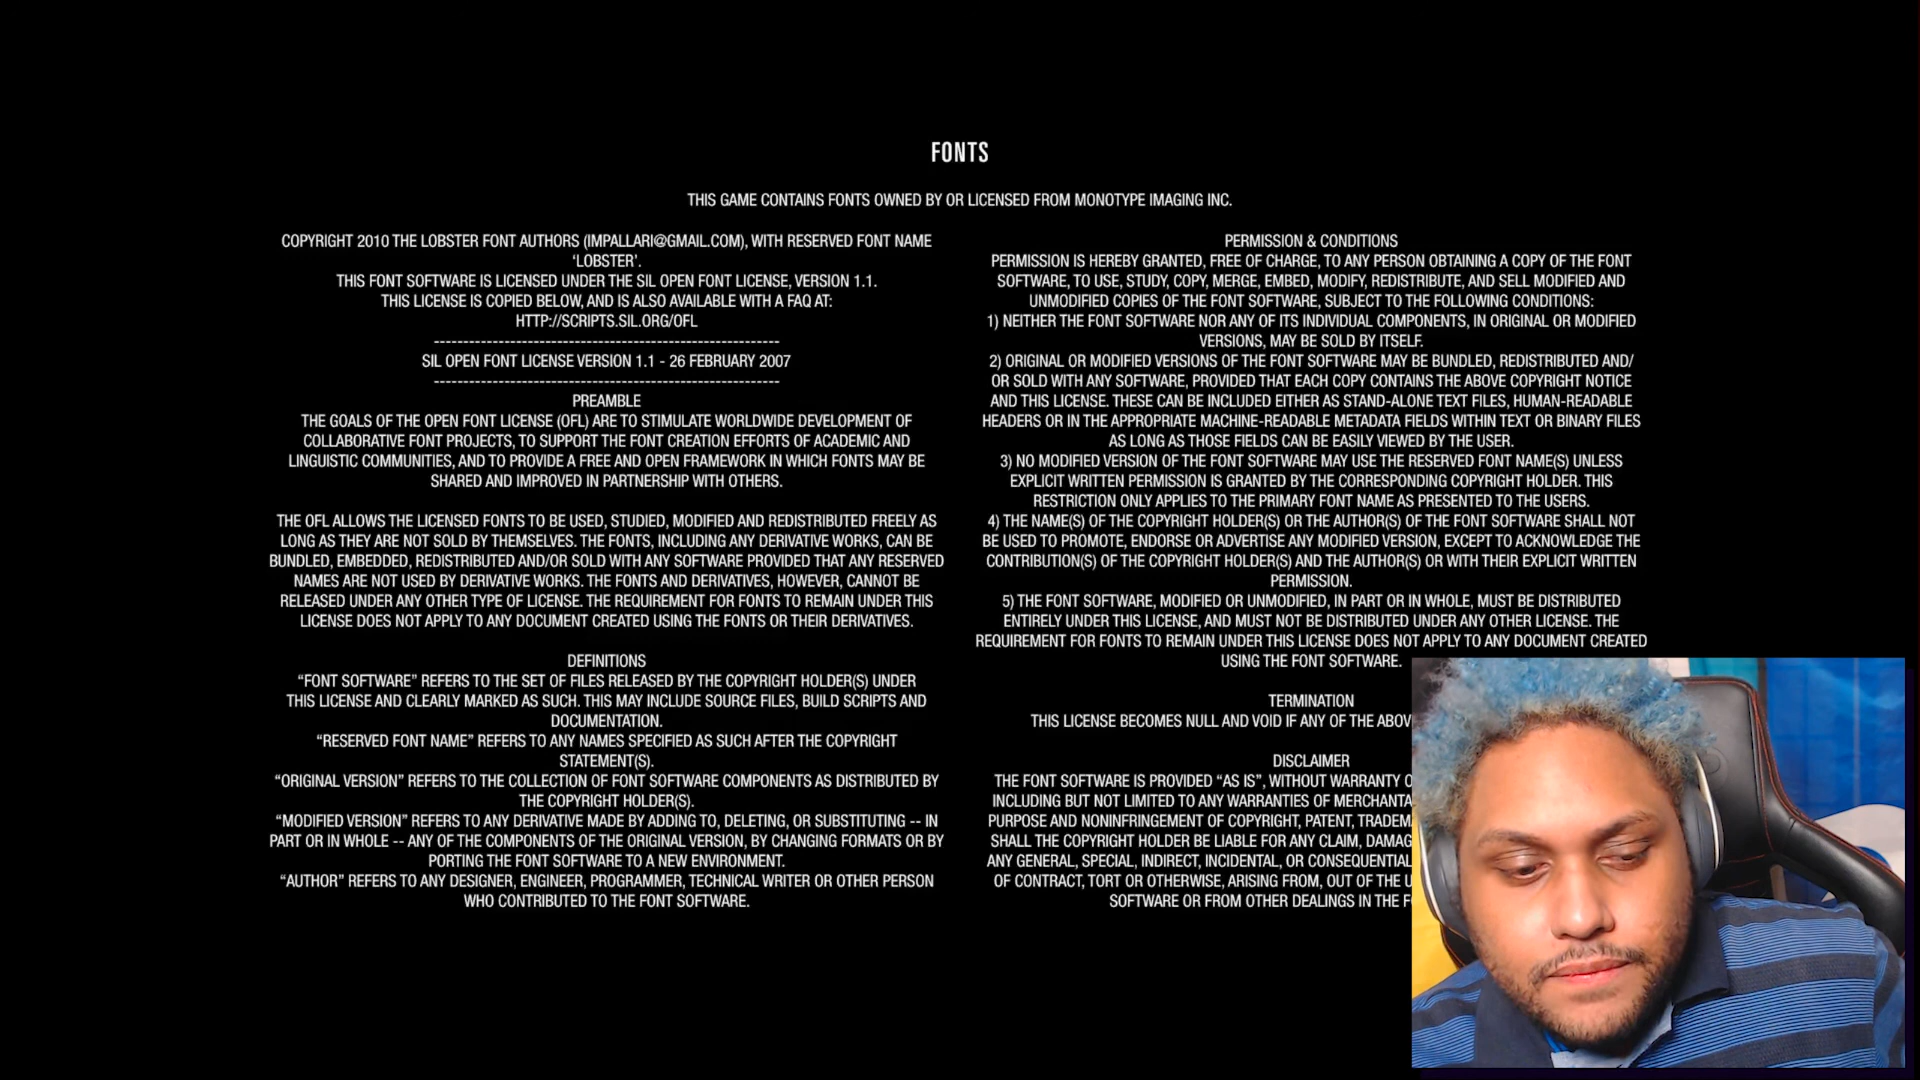 FONTS
THIS GAME CONTAINS FONTS OWNED BY OR LICENSED FROM MONOTYPE IMAGING INC.
COPYRIGHT 2010 THE LOBSTER FONT AUTHORS (IMPALLARI@GMAIL.COM), WITH RESERVED FONT NAME
‘LOBSTER’.
THIS FONT SOFTWARE IS LICENSED UNDER THE SIL OPEN FONT LICENSE, VERSION 1.1.
THIS LICENSE IS COPIED BELOW, AND IS ALSO AVAILABLE WITH A FAQ AT:
HTTP://SCRIPTS.SIL.ORG/OFL
-----------------------------------------------------------
SIL OPEN FONT LICENSE VERSION 1.1 - 26 FEBRUARY 2007
-----------------------------------------------------------
PREAMBLE
THE GOALS OF THE OPEN FONT LICENSE (OFL) ARE TO STIMULATE WORLDWIDE DEVELOPMENT OF
COLLABORATIVE FONT PROJECTS, TO SUPPORT THE FONT CREATION EFFORTS OF ACADEMIC AND
LINGUISTIC COMMUNITIES, AND TO PROVIDE A FREE AND OPEN FRAMEWORK IN WHICH FONTS MAY BE
SHARED AND IMPROVED IN PARTNERSHIP WITH OTHERS.
THE OFL ALLOWS THE LICENSED FONTS TO BE USED, STUDIED, MODIFIED AND REDISTRIBUTED FREELY AS
LONG AS THEY ARE NOT SOLD BY THEMSELVES. THE FONTS, INCLUDING ANY DERIVATIVE WORKS, CAN BE
BUNDLED, EMBEDDED, REDISTRIBUTED AND/OR SOLD WITH ANY SOFTWARE PROVIDED THAT ANY RESERVED
NAMES ARE NOT USED BY DERIVATIVE WORKS. THE FONTS AND DERIVATIVES, HOWEVER, CANNOT BE
RELEASED UNDER ANY OTHER TYPE OF LICENSE. THE REQUIREMENT FOR FONTS TO REMAIN UNDER THIS
LICENSE DOES NOT APPLY TO ANY DOCUMENT CREATED USING THE FONTS OR THEIR DERIVATIVES.
DEFINITIONS
“FONT SOFTWARE” REFERS TO THE SET OF FILES RELEASED BY THE COPYRIGHT HOLDER(S) UNDER
THIS LICENSE AND CLEARLY MARKED AS SUCH. THIS MAY INCLUDE SOURCE FILES, BUILD SCRIPTS AND
DOCUMENTATION.
“RESERVED FONT NAME” REFERS TO ANY NAMES SPECIFIED AS SUCH AFTER THE COPYRIGHT
STATEMENT(S).
“ORIGINAL VERSION” REFERS TO THE COLLECTION OF FONT SOFTWARE COMPONENTS AS DISTRIBUTED BY
THE COPYRIGHT HOLDER(S).
“MODIFIED VERSION” REFERS TO ANY DERIVATIVE MADE BY ADDING TO, DELETING, OR SUBSTITUTING -- IN
PART OR IN WHOLE -- ANY OF THE COMPONENTS OF THE ORIGINAL VERSION, BY CHANGING FORMATS OR BY
PORTING THE FONT SOFTWARE TO A NEW ENVIRONMENT.
“AUTHOR” REFERS TO ANY DESIGNER, ENGINEER, PROGRAMMER, TECHNICAL WRITER OR OTHER PERSON
WHO CONTRIBUTED TO THE FONT SOFTWARE.
PERMISSION & CONDITIONS
PERMISSION IS HEREBY GRANTED, FREE OF CHARGE, TO ANY PERSON OBTAINING A COPY OF THE FONT
SOFTWARE, TO USE, STUDY, COPY, MERGE, EMBED, MODIFY, REDISTRIBUTE, AND SELL MODIFIED AND
UNMODIFIED COPIES OF THE FONT SOFTWARE, SUBJECT TO THE FOLLOWING CONDITIONS:
1) NEITHER THE FONT SOFTWARE NOR ANY OF ITS INDIVIDUAL COMPONENTS, IN ORIGINAL OR MODIFIED
VERSIONS, MAY BE SOLD BY ITSELF.
2) ORIGINAL OR MODIFIED VERSIONS OF THE FONT SOFTWARE MAY BE BUNDLED, REDISTRIBUTED AND/
OR SOLD WITH ANY SOFTWARE, PROVIDED THAT EACH COPY CONTAINS THE ABOVE COPYRIGHT NOTICE
AND THIS LICENSE. THESE CAN BE INCLUDED EITHER AS STAND-ALONE TEXT FILES, HUMAN-READABLE
HEADERS OR IN THE APPROPRIATE MACHINE-READABLE METADATA FIELDS WITHIN TEXT OR BINARY FILES
AS LONG AS THOSE FIELDS CAN BE EASILY VIEWED BY THE USER.
3) NO MODIFIED VERSION OF THE FONT SOFTWARE MAY USE THE RESERVED FONT NAME(S) UNLESS
EXPLICIT WRITTEN PERMISSION IS GRANTED BY THE CORRESPONDING COPYRIGHT HOLDER. THIS
RESTRICTION ONLY APPLIES TO THE PRIMARY FONT NAME AS PRESENTED TO THE USERS.
4) THE NAME(S) OF THE COPYRIGHT HOLDER(S) OR THE AUTHOR(S) OF THE FONT SOFTWARE SHALL NOT
BE USED TO PROMOTE, ENDORSE OR ADVERTISE ANY MODIFIED VERSION, EXCEPT TO ACKNOWLEDGE THE
CONTRIBUTION(S) OF THE COPYRIGHT HOLDER(S) AND THE AUTHOR(S) OR WITH THEIR EXPLICIT WRITTEN
PERMISSION.
5) THE FONT SOFTWARE, MODIFIED OR UNMODIFIED, IN PART OR IN WHOLE, MUST BE DISTRIBUTED
ENTIRELY UNDER THIS LICENSE, AND MUST NOT BE DISTRIBUTED UNDER ANY OTHER LICENSE. THE
REQUIREMENT FOR FONTS TO REMAIN UNDER THIS LICENSE DOES NOT APPLY TO ANY DOCUMENT CREATED
USING THE FONT SOFTWARE.
TERMINATION
THIS LICENSE BECOMES NULL AND VOID IF ANY OF THE
DISCLAIMER
THE FONT SOFTWARE IS PROVIDED “AS IS”, WITHOUT WARRANTY
INCLUDING BUT NOT LIMITED TO ANY WARRANTIES OF
PURPOSE AND NONINFRINGEMENT OF COPYRIGHT, PATENT,
SHALL THE COPYRIGHT HOLDER BE LIABLE FOR ANY CLAIM,
ANY GENERAL, SPECIAL, INDIRECT, INCIDENTAL, OR CONSEQUENTIAL
OF CONTRACT, TORT OR OTHERWISE, ARISING FROM, OUT OF THE
SOFTWARE OR FROM OTHER DEALINGS IN THE